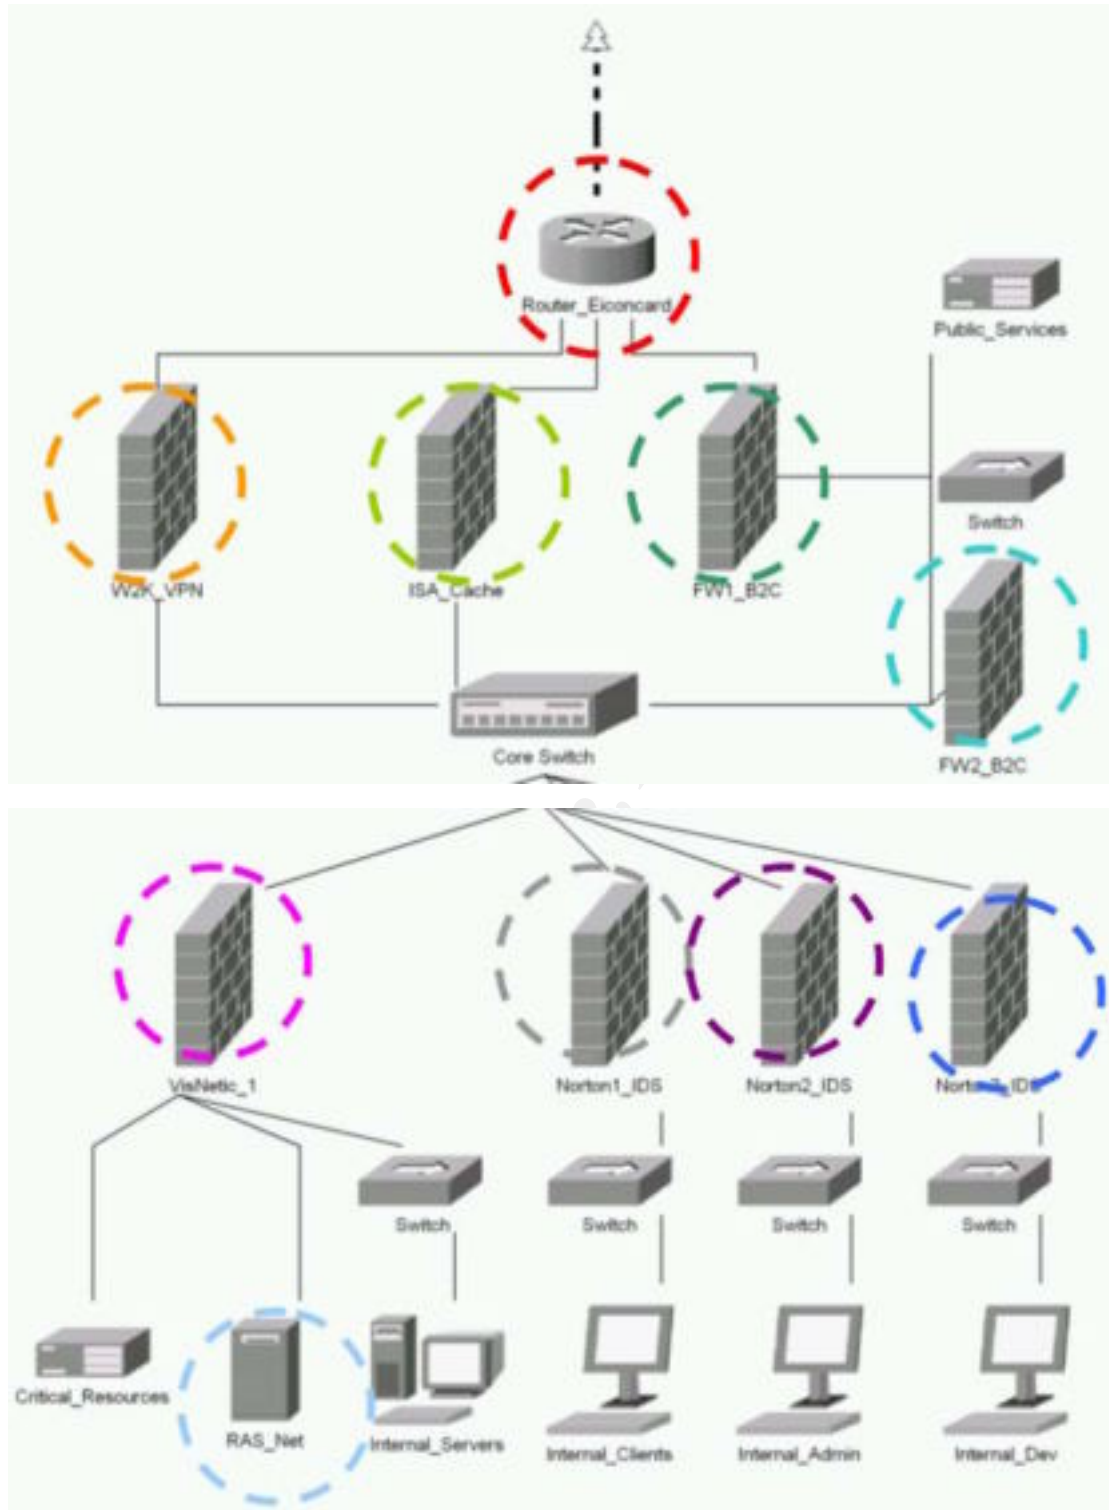 Router_Eiconcard
Public_Services
Switch
W2K_VPN
ISA_Cache
FW1_B2C
Core Switch
FW2_B2C
VisNetic_1
Norton1_IDS
Norton2_IDS
Norton3_IDS
Switch
Switch
Switch
Switch
Critical_Resources
RAS_Net
Internal_Servers
Internal_Clients
Internal_Admin
Internal_Dev